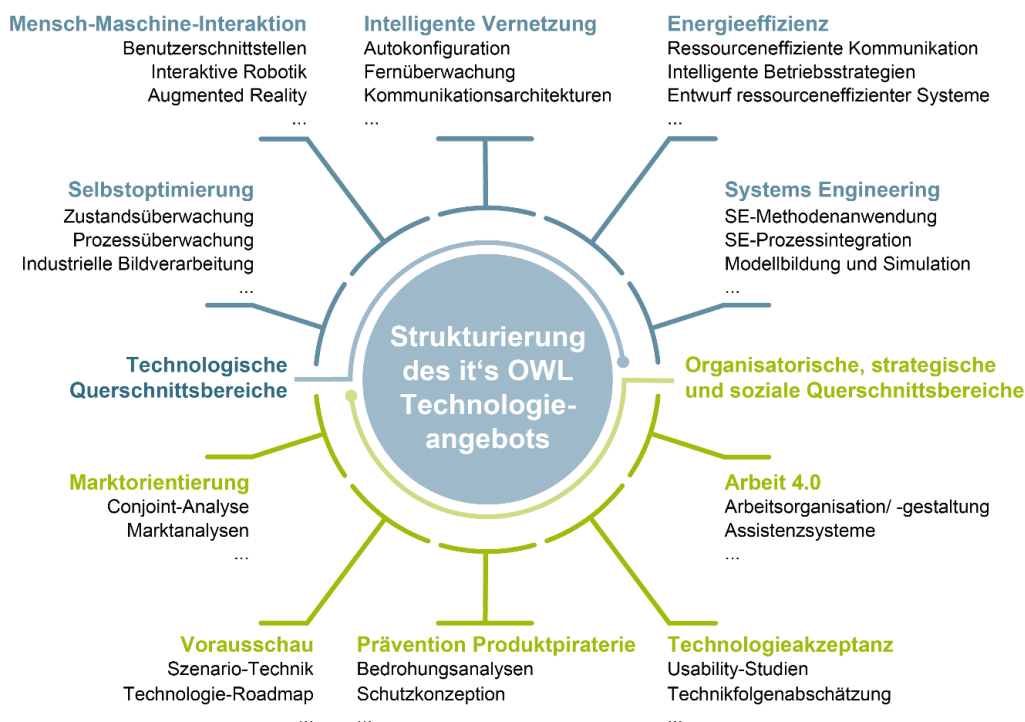 Mensch-Maschine-Interaktion
Benutzerschnittstellen
Interaktive Robotik
Augmented Reality
...
Intelligente Vernetzung
Autokonfiguration
Fernüberwachung
Kommunikationsarchitekturen
...
Energieeffizienz
Ressourceneffiziente Kommunikation
Intelligente Betriebsstrategien
Entwurf ressourceneffizienter Systeme
...
Selbstoptimierung
Zustandsüberwachung
Prozessüberwachung
Industrielle Bildverarbeitung
...
Systems Engineering
SE-Methodenanwendung
SE-Prozessintegration
Modellbildung und Simulation
...
Technologische
Querschnittsbereiche
Strukturierung
des it‘s OWL
Technologie-
angebots
Organisatorische, strategische
und soziale Querschnittsbereiche
Marktorientierung
Conjoint-Analyse
Marktanalysen
...
Arbeit 4.0
Arbeitsorganisation/ -gestaltung
Assistenzsysteme
...
Vorausschau
Szenario-Technik
Technologie-Roadmap
...
Prävention Produktpiraterie
Bedrohungsanalysen
Schutzkonzeption
...
Technologieakzeptanz
Usability-Studien
Technikfolgenabschätzung
...